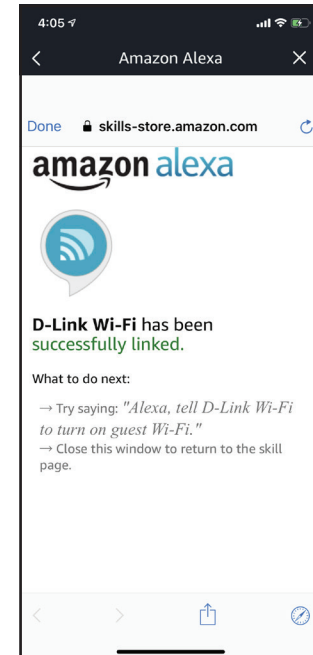 4:05
Amazon Alexa
Done skills-store.amazon.com
amazon alexa
D-Link Wi-Fi has been
successfully linked.
What to do next:
→ Try saying: "Alexa, tell D-Link Wi-Fi
to turn on guest Wi-Fi."
→ Close this window to return to the skill
page.